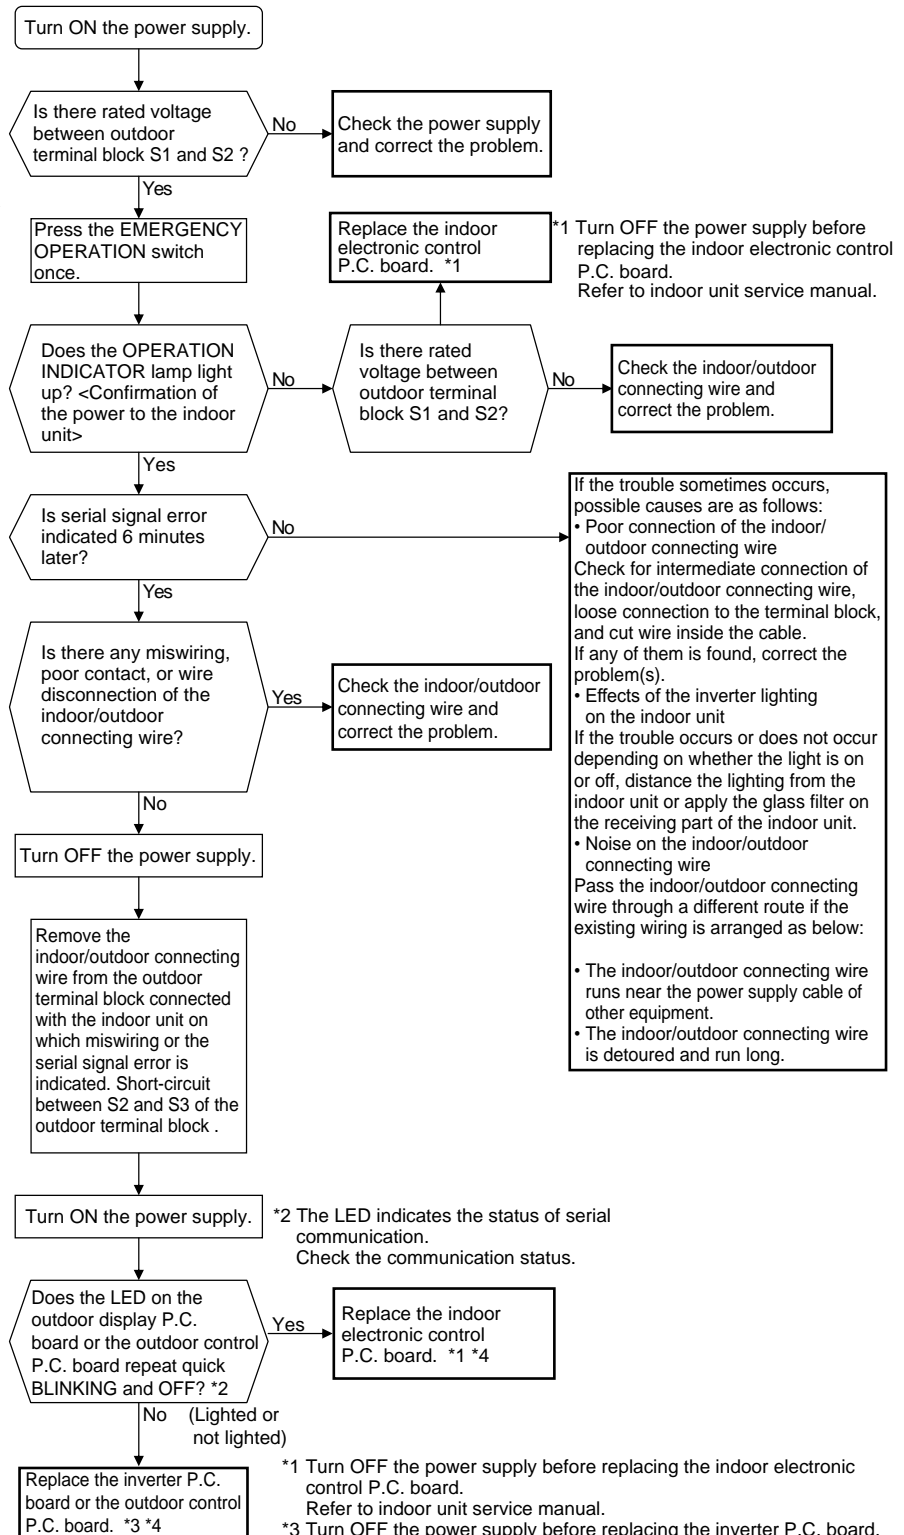 Turn ON the power supply.
Is there rated voltage
between outdoor
terminal block S1 and S2 ?
No
Check the power supply
and correct the problem.
Yes
Press the EMERGENCY
OPERATION switch
once.
Replace the indoor
electronic control
P.C. board. *1
*1 Turn OFF the power supply before
replacing the indoor electronic control
P.C. board.
Refer to indoor unit service manual.
Does the OPERATION
INDICATOR lamp light
up? <Confirmation of
the power to the indoor
unit>
No
Is there rated
voltage between
outdoor terminal
block S1 and S2?
No
Check the indoor/outdoor
connecting wire and
correct the problem.
Yes
Is serial signal error
indicated 6 minutes
later?
No
If the trouble sometimes occurs,
possible causes are as follows:
• Poor connection of the indoor/
outdoor connecting wire
Check for intermediate connection of
the indoor/outdoor connecting wire,
loose connection to the terminal block,
and cut wire inside the cable.
If any of them is found, correct the
problem(s).
• Effects of the inverter lighting
on the indoor unit
If the trouble occurs or does not occur
depending on whether the light is on
or off, distance the lighting from the
indoor unit or apply the glass filter on
the receiving part of the indoor unit.
• Noise on the indoor/outdoor
connecting wire
Pass the indoor/outdoor connecting
wire through a different route if the
existing wiring is arranged as below:
• The indoor/outdoor connecting wire
runs near the power supply cable of
other equipment.
• The indoor/outdoor connecting wire
is detoured and run long.
Yes
Is there any miswiring,
poor contact, or wire
disconnection of the
indoor/outdoor
connecting wire?
Yes
Check the indoor/outdoor
connecting wire and
correct the problem.
No
Turn OFF the power supply.
Remove the
indoor/outdoor connecting
wire from the outdoor
terminal block connected
with the indoor unit on
which miswiring or the
serial signal error is
indicated. Short-circuit
between S2 and S3 of the
outdoor terminal block .
Turn ON the power supply.
*2 The LED indicates the status of serial
communication.
Check the communication status.
Does the LED on the
outdoor display P.C.
board or the outdoor control
P.C. board repeat quick
BLINKING and OFF? *2
Yes
Replace the indoor
electronic control
P.C. board. *1 *4
No (Lighted or
not lighted)
Replace the inverter P.C.
board or the outdoor control
P.C. board. *3 *4
*1 Turn OFF the power supply before replacing the indoor electronic
control P.C. board.
Refer to indoor unit service manual.
*3 Turn OFF the power supply before replacing the inverter P.C. board.